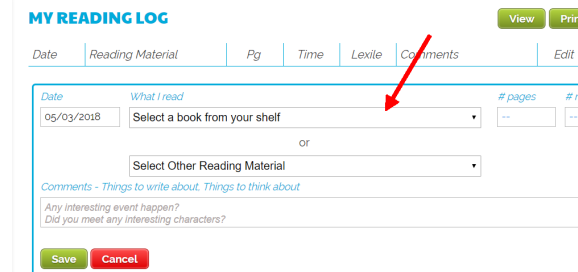 MY READING LOG
View
Date Reading Material Pg Time Lexile Comments Edit
Date What I read # pages
05/03/2018 Select a book from your shelf -- --
or
Select Other Reading Material
Comments - Things to write about, Things to think about
Any interesting event happen?
Did you meet any interesting characters?
Save Cancel